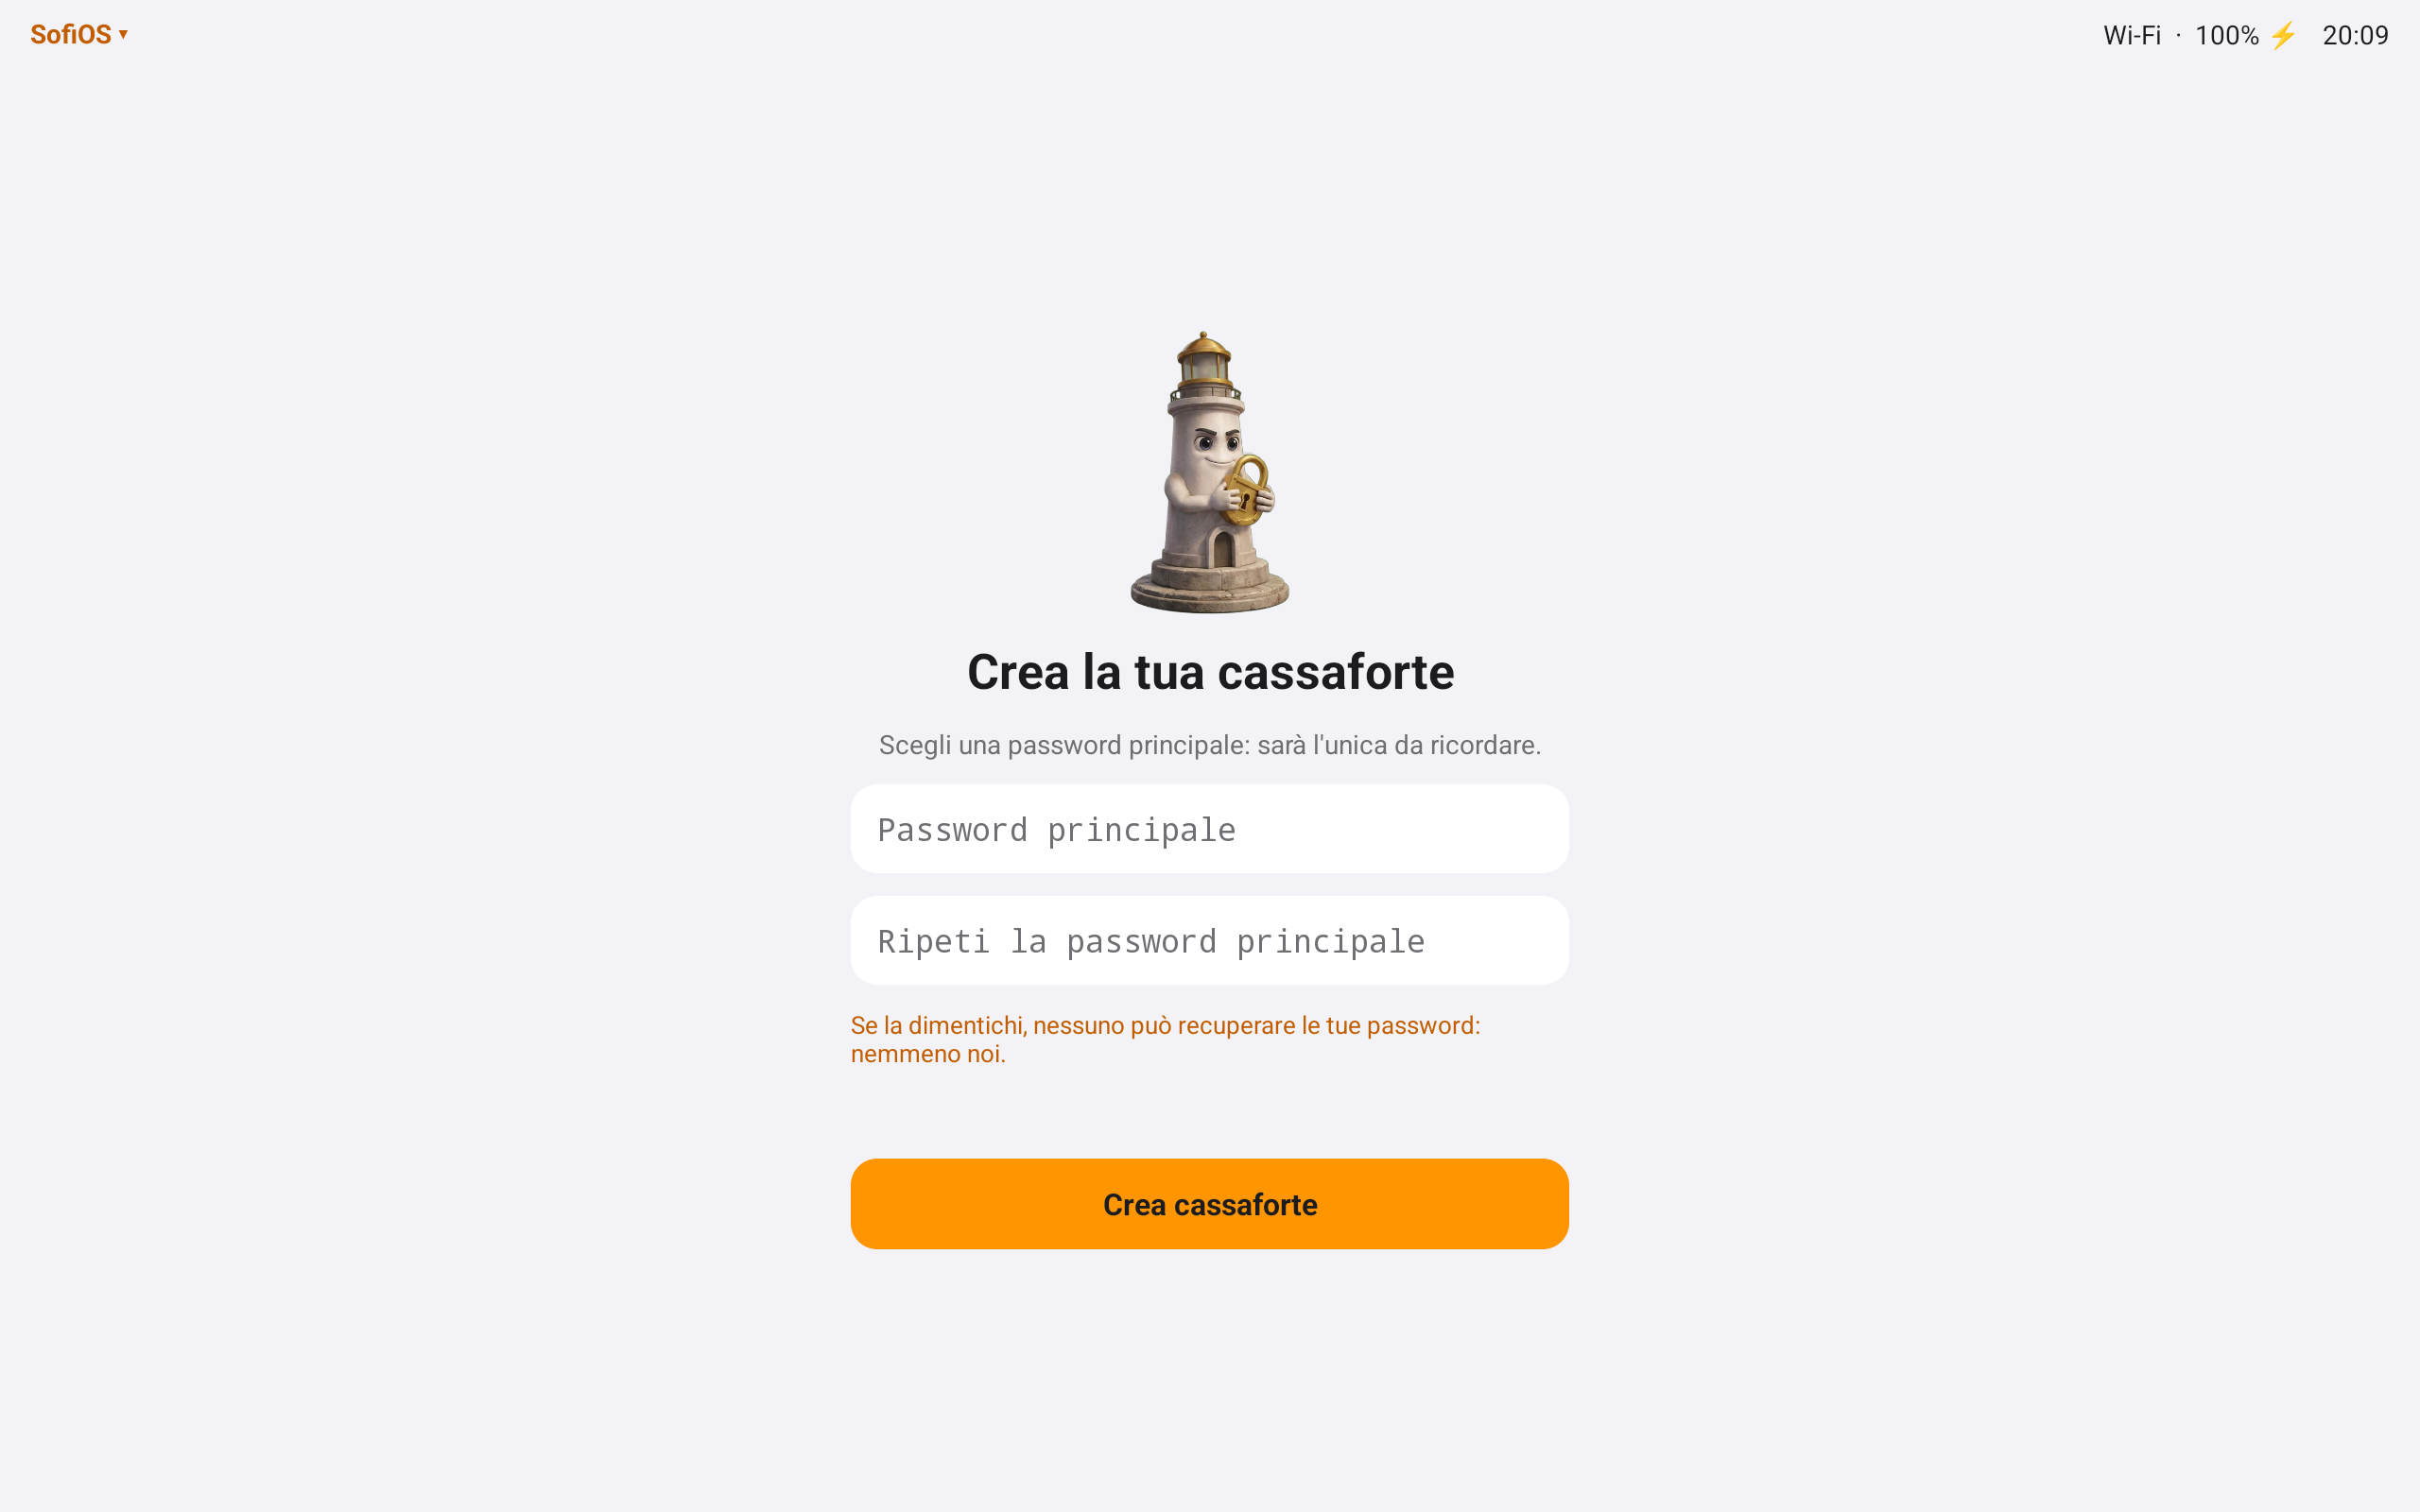 SofiOS ▾
Wi-Fi · 100% ⚡ 20:09
Crea la tua cassaforte
Scegli una password principale: sarà l'unica da ricordare.
Password principale
Ripeti la password principale
Se la dimentichi, nessuno può recuperare le tue password:
nemmeno noi.
Crea cassaforte